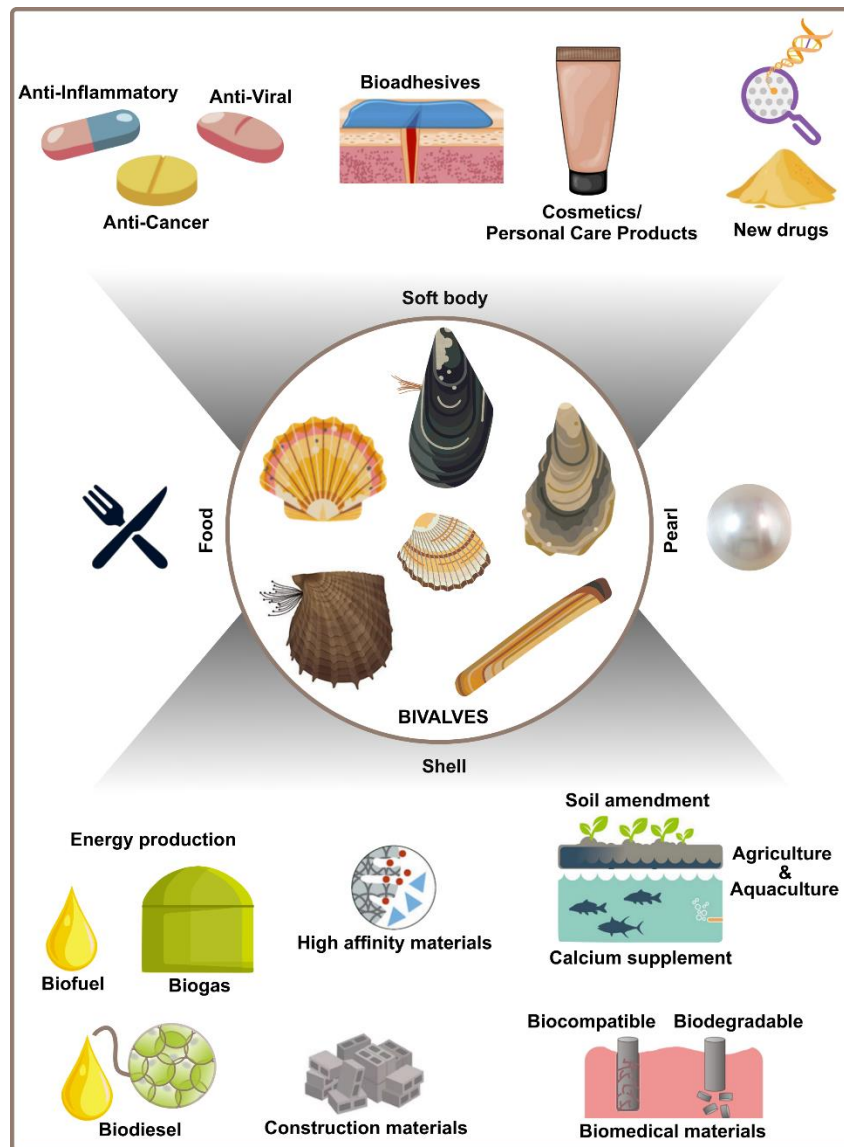 Anti-Inflammatory
Anti-Viral
Anti-Cancer
Bioadhesives
Cosmetics/
Personal Care Products
New drugs
Soft body
Food
Pearl
BIVALVES
Shell
Energy production
Biofuel
Biogas
Biodiesel
High affinity materials
Construction materials
Soil amendment
Agriculture
&
Aquaculture
Calcium supplement
Biocompatible
Biodegradable
Biomedical materials